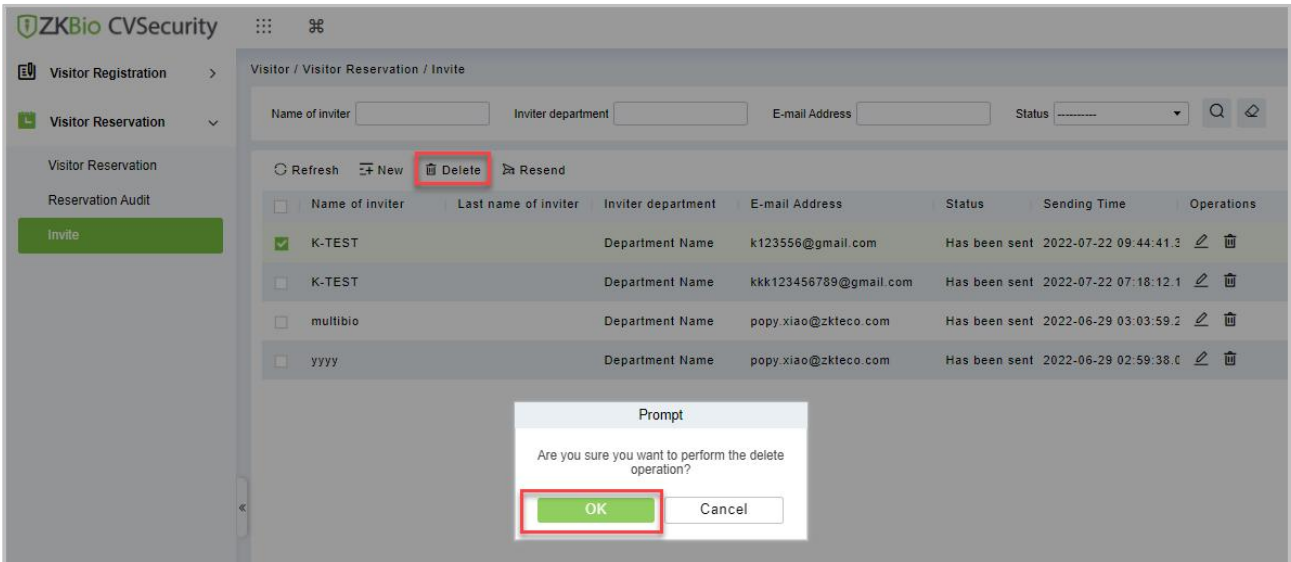 ZKBio CVSecurity
Visitor Registration
Visitor / Visitor Reservation / Invite
Name of inviter Inviter department E-mail Address Status ----------
Visitor Reservation
Visitor Reservation
Refresh New Delete Resend
Reservation Audit
Name of inviter Last name of inviter Inviter department E-mail Address Status Sending Time Operations
Invite
K-TEST Department Name k123556@gmail.com Has been sent 2022-07-22 09:44:41.3
K-TEST Department Name kkk123456789@gmail.com Has been sent 2022-07-22 07:18:12.1
multibio Department Name popy.xiao@zkteco.com Has been sent 2022-06-29 03:03:59.2
yyyy Department Name popy.xiao@zkteco.com Has been sent 2022-06-29 02:59:38.0
Prompt
Are you sure you want to perform the delete
operation?
OK Cancel